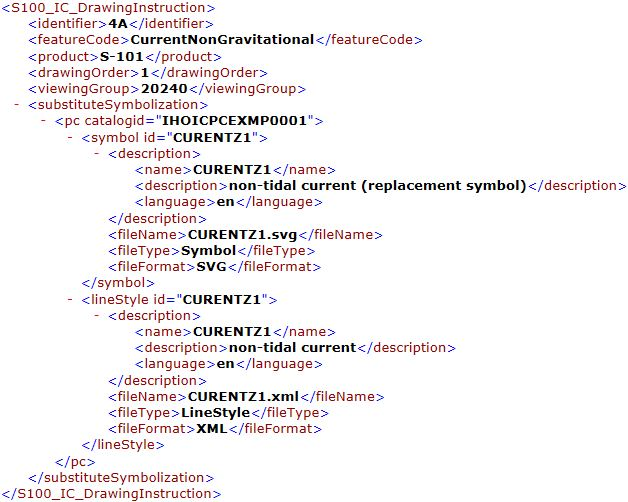 <S100_IC_DrawingInstruction>
<identifier>4A</identifier>
<featureCode>CurrentNonGravitational</featureCode>
<product>S-101</product>
<drawingOrder>1</drawingOrder>
<viewingGroup>20240</viewingGroup>
- <substituteSymbolization>
- <pc catalogid="IHOICPCEXMP0001">
- <symbol id="CURENTZ1">
- <description>
<name>CURENTZ1</name>
<description>non-tidal current (replacement symbol)</description>
<language>en</language>
</description>
<fileName>CURENTZ1.svg</fileName>
<fileType>Symbol</fileType>
<fileFormat>SVG</fileFormat>
</symbol>
- <lineStyle id="CURENTZ1">
- <description>
<name>CURENTZ1</name>
<description>non-tidal current</description>
<language>en</language>
</description>
<fileName>CURENTZ1.xml</fileName>
<fileType>LineStyle</fileType>
<fileFormat>XML</fileFormat>
</lineStyle>
</pc>
</substituteSymbolization>
</S100_IC_DrawingInstruction>